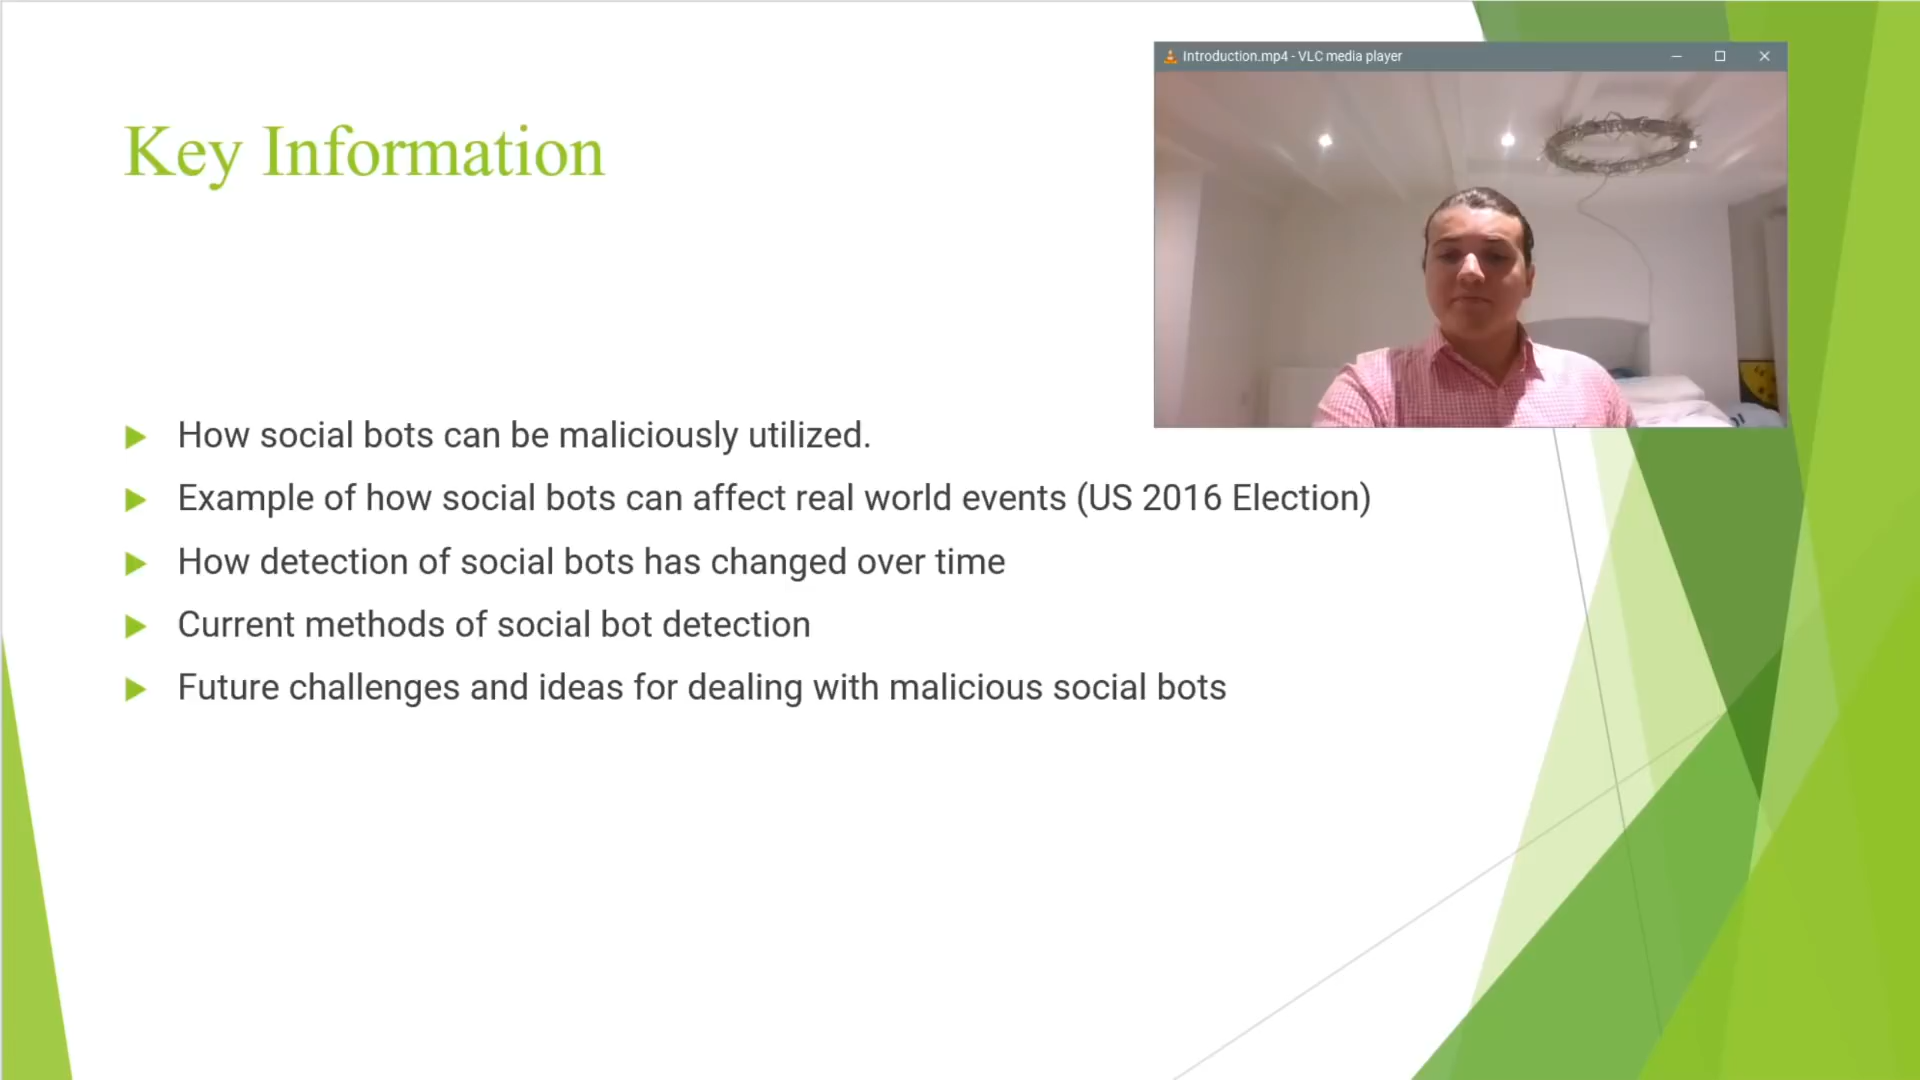 Introduction.mp4 - VLC media player
Key Information
How social bots can be maliciously utilized.
Example of how social bots can affect real world events (US 2016 Election)
How detection of social bots has changed over time
Current methods of social bot detection
Future challenges and ideas for dealing with malicious social bots